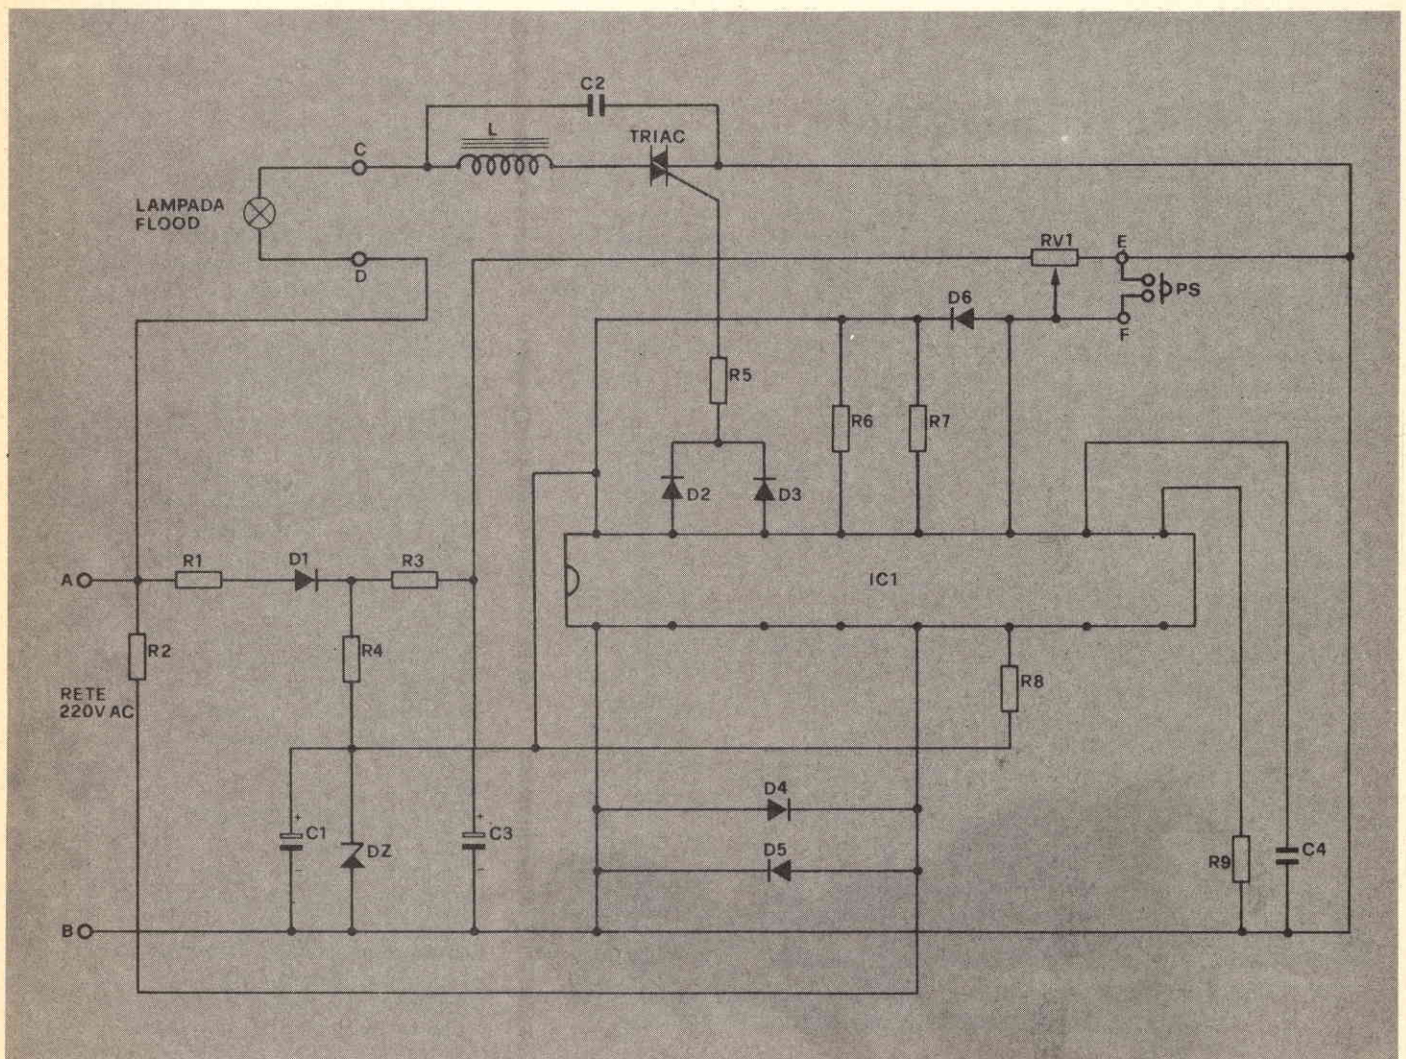 C2
L
TRIAC
C
LAMPADA
FLOOD
D
RV1
E
PS
D6
F
R5
R6
R7
D2
D3
A
R1
D1
R3
IC1
R2
R4
R8
RETE
220V AC
D4
+
C1
DZ
+
C3
D5
R9
C4
-
-
B